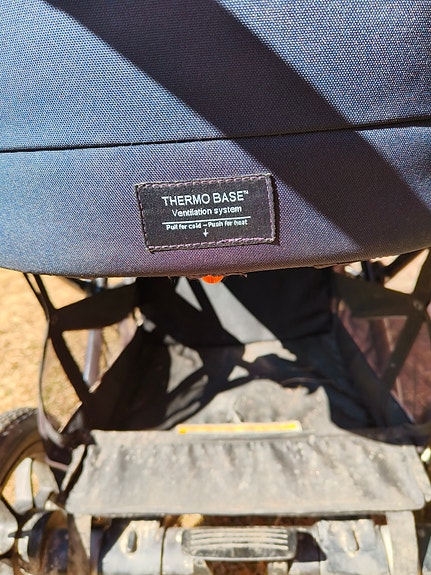 THERMO BASE™
Ventilation system
Pull for cold - Push for heat